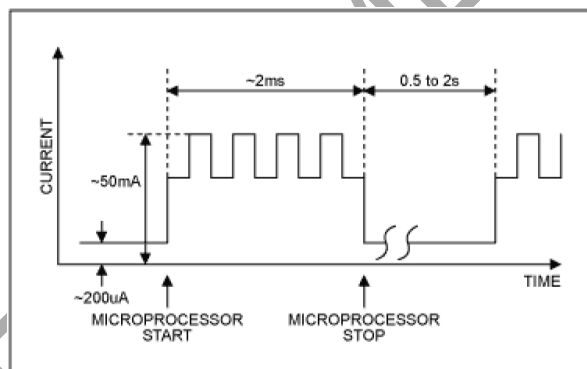 ~2ms
0.5 to 2s
CURRENT
~50mA
~200uA
TIME
MICROPROCESSOR
START
MICROPROCESSOR
STOP